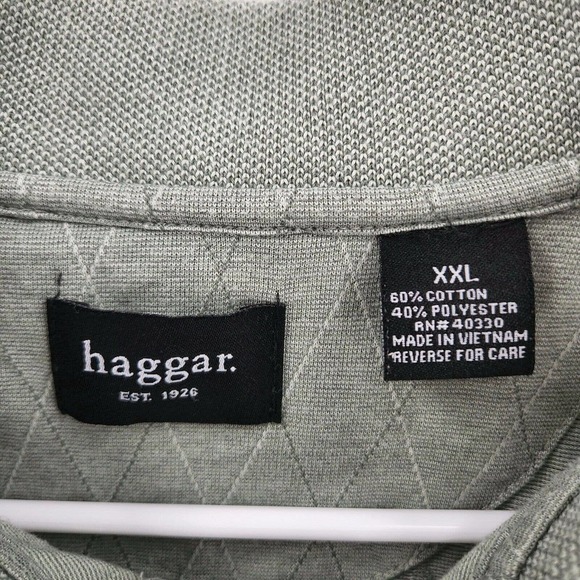 haggar.
EST. 1926
XXL
60% COTTON
40% POLYESTER
RN# 40330
MADE IN VIETNAM
REVERSE FOR CARE